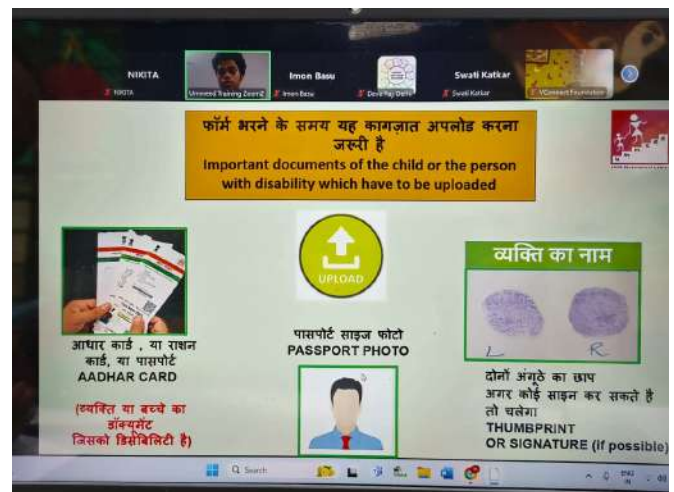 NIKITA
Imon Basu
Swati Katkar
NIKITA
Ummeed Training Zoom2
Imon Basu
Swati Katkar
VConnect Foundation
फॉर्म भरने के समय यह कागज़ात अपलोड करना
जरुरी है
Important documents of the child or the person
with disability which have to be uploaded
UPLOAD
व्यक्ति का नाम
L
R
आधार कार्ड , या राशन
कार्ड, या पासपोर्ट
AADHAR CARD
(व्यक्ति या बच्चे का
डॉक्यूमेंट
जिसको डिसेबिलिटी है)
पासपोर्ट साइज फोटो
PASSPORT PHOTO
दोनों अंगूठे का छाप
अगर कोई साइन कर सकते है
तो चलेगा
THUMBPRINT
OR SIGNATURE (if possible)
Search
ENG
IN